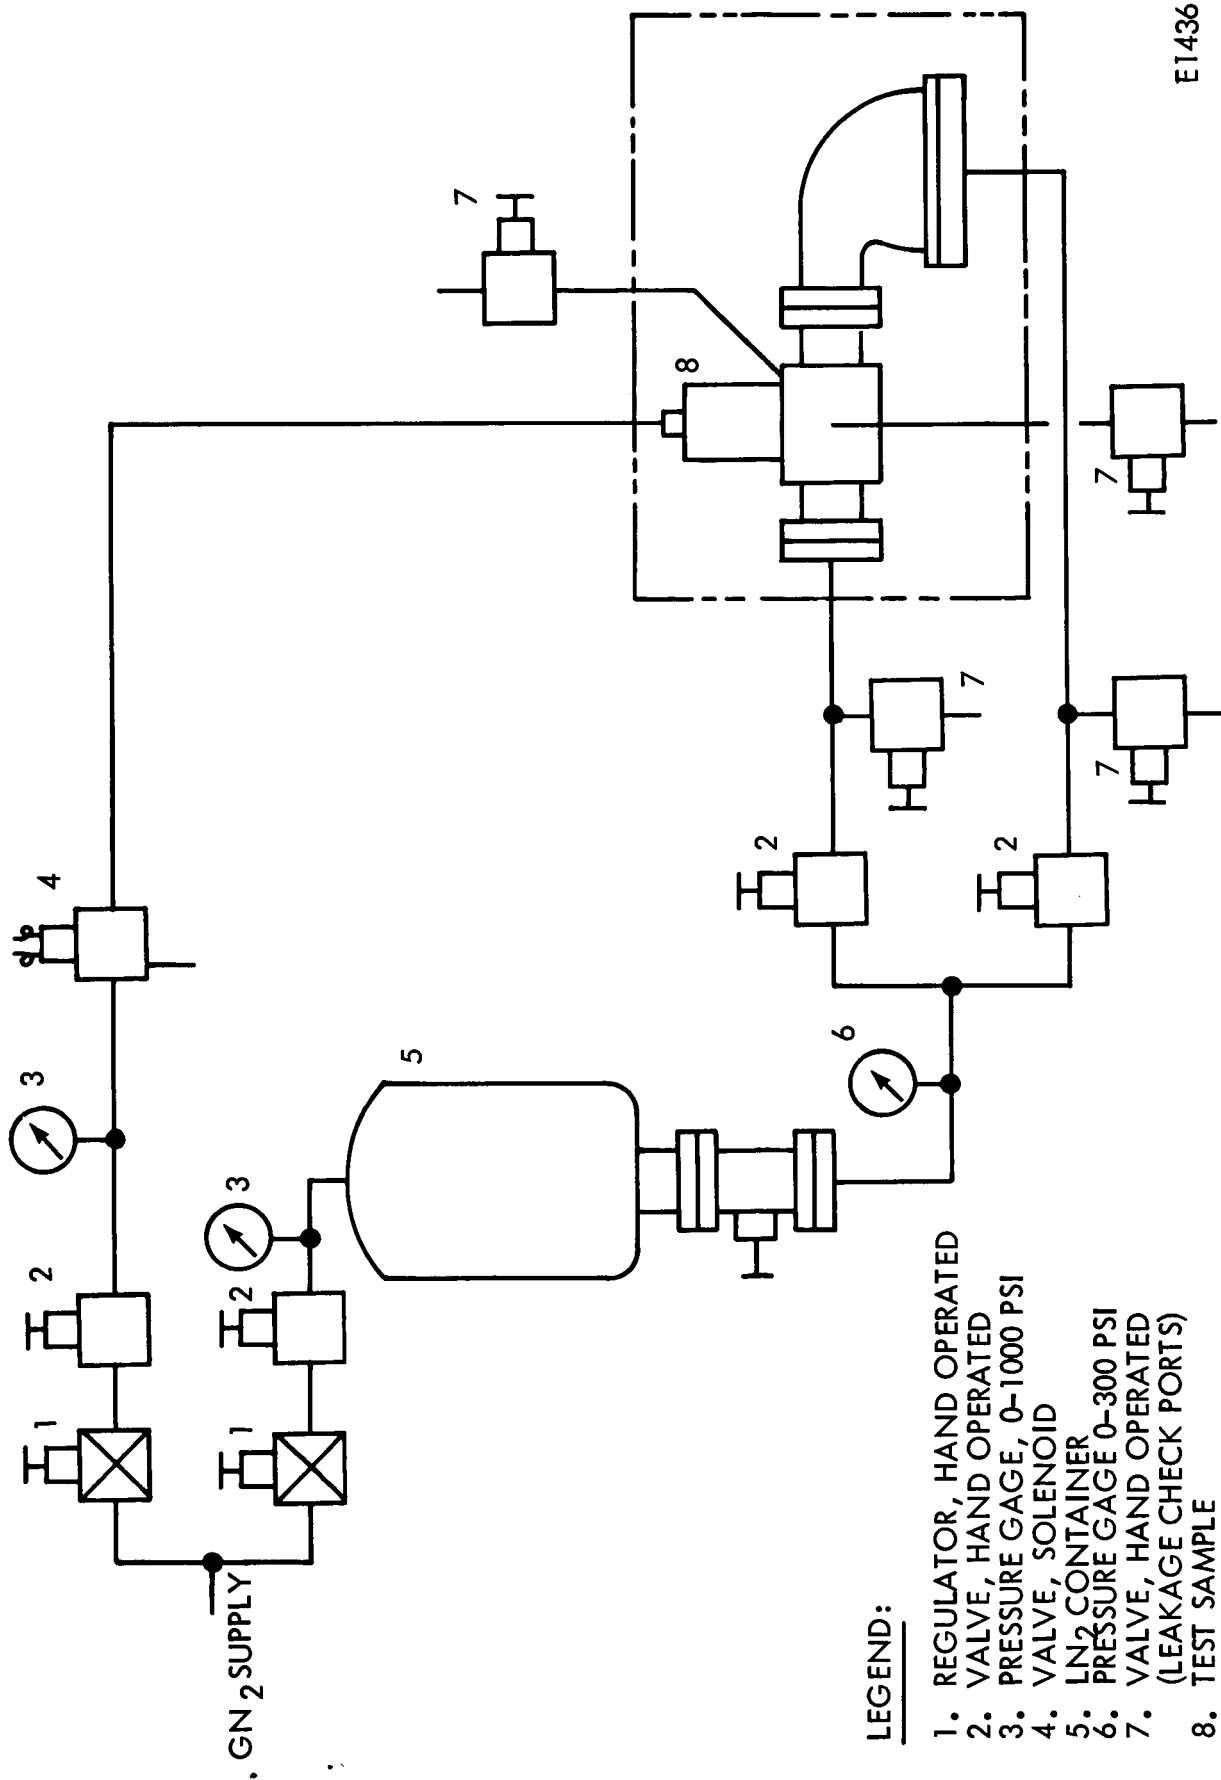 GN2 SUPPLY
1
2
3
4
1
2
3
5
6
2
2
7
7
7
7
8
LEGEND:
1. REGULATOR, HAND OPERATED
2. VALVE, HAND OPERATED
3. PRESSURE GAGE, 0-1000 PSI
4. VALVE, SOLENOID
5. LN2 CONTAINER
6. PRESSURE GAGE 0-300 PSI
7. VALVE, HAND OPERATED
(LEAKAGE CHECK PORTS)
8. TEST SAMPLE
E1436